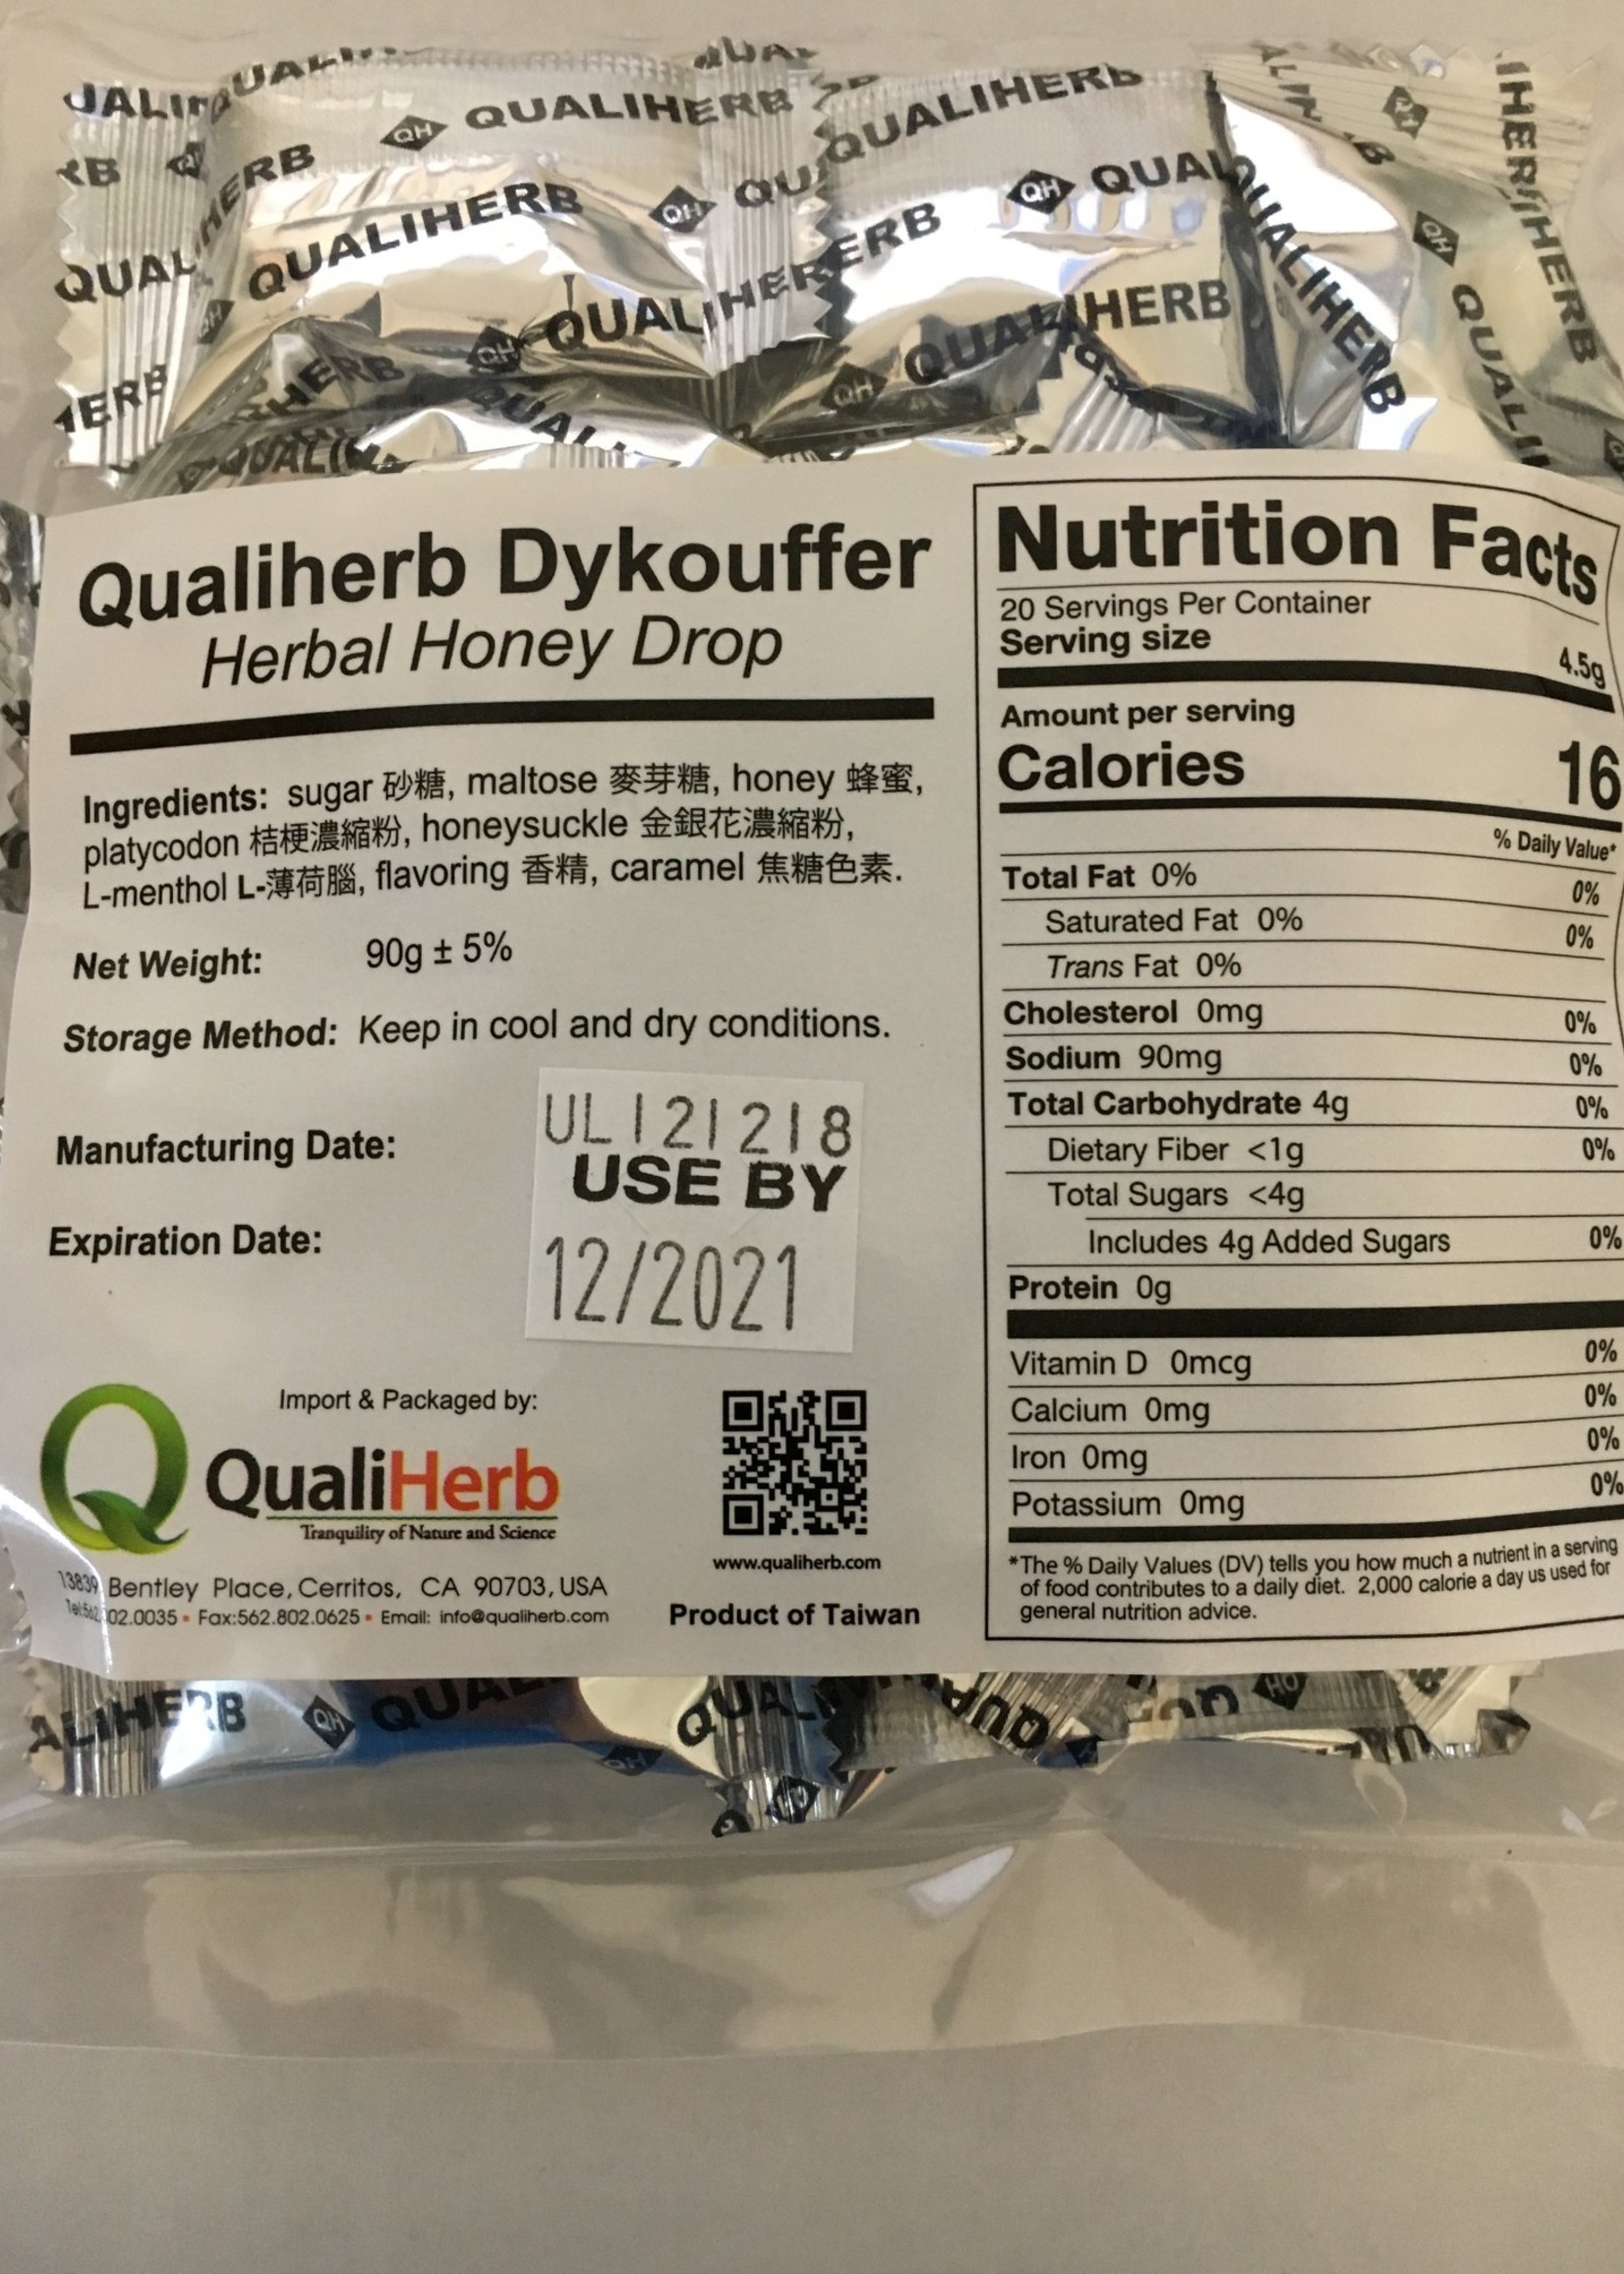 QUALIHERB
QH QUALIHERB
QH QUALIHERB
QUALIHERB
QUALIHERB
QUALIHERB
QUALIHERB
Qualiherb Dykouffer
Herbal Honey Drop
Ingredients: sugar 砂糖, maltose 麥芽糖, honey 蜂蜜,
platycodon 桔梗濃縮粉, honeysuckle 金銀花濃縮粉,
L-menthol L-薄荷腦, flavoring 香精, caramel 焦糖色素.
Net Weight: 90g ± 5%
Storage Method: Keep in cool and dry conditions.
Manufacturing Date: UL121218
USE BY
Expiration Date: 12/2021
Import & Packaged by:
QualiHerb
Tranquility of Nature and Science
13839 Bentley Place, Cerritos, CA 90703, USA
Fax:562.802.0625 ▪ Email: info@qualiherb.com
www.qualiherb.com
Product of Taiwan
Nutrition Facts
20 Servings Per Container
Serving size 4.5g
Amount per serving
Calories 16
% Daily Value*
Total Fat 0% 0%
Saturated Fat 0% 0%
Trans Fat 0%
Cholesterol 0mg 0%
Sodium 90mg 0%
Total Carbohydrate 4g 0%
Dietary Fiber <1g 0%
Total Sugars <4g
Includes 4g Added Sugars 0%
Protein 0g
Vitamin D 0mcg 0%
Calcium 0mg 0%
Iron 0mg 0%
Potassium 0mg 0%
*The % Daily Values (DV) tells you how much a nutrient in a serving
of food contributes to a daily diet. 2,000 calorie a day us used for
general nutrition advice.